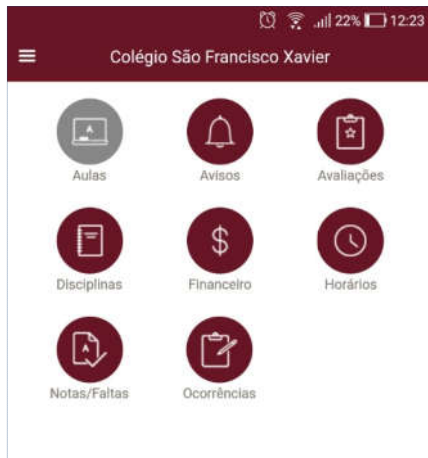 22% 12:23
Colégio São Francisco Xavier
Aulas Avisos Avaliações
Disciplinas Financeiro Horários
Notas/Faltas Ocorrências